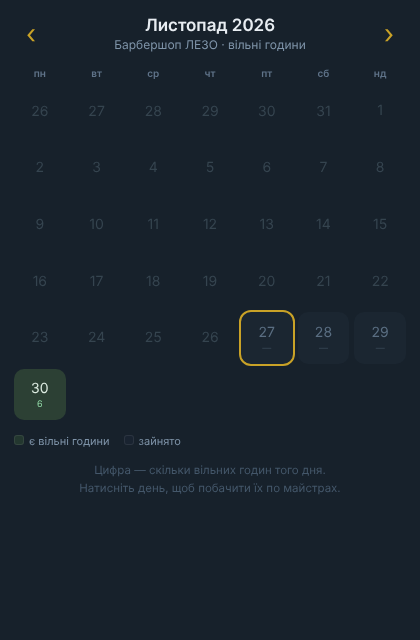 ‹ Листопад 2026 ›
Барбершоп ЛЕЗО · вільні години
пн вт ср чт пт сб нд
26 27 28 29 30 31 1
2 3 4 5 6 7 8
9 10 11 12 13 14 15
16 17 18 19 20 21 22
23 24 25 26 27 28 29
— — —
30
6
є вільні години зайнято
Цифра — скільки вільних годин того дня.
Натисніть день, щоб побачити їх по майстрах.